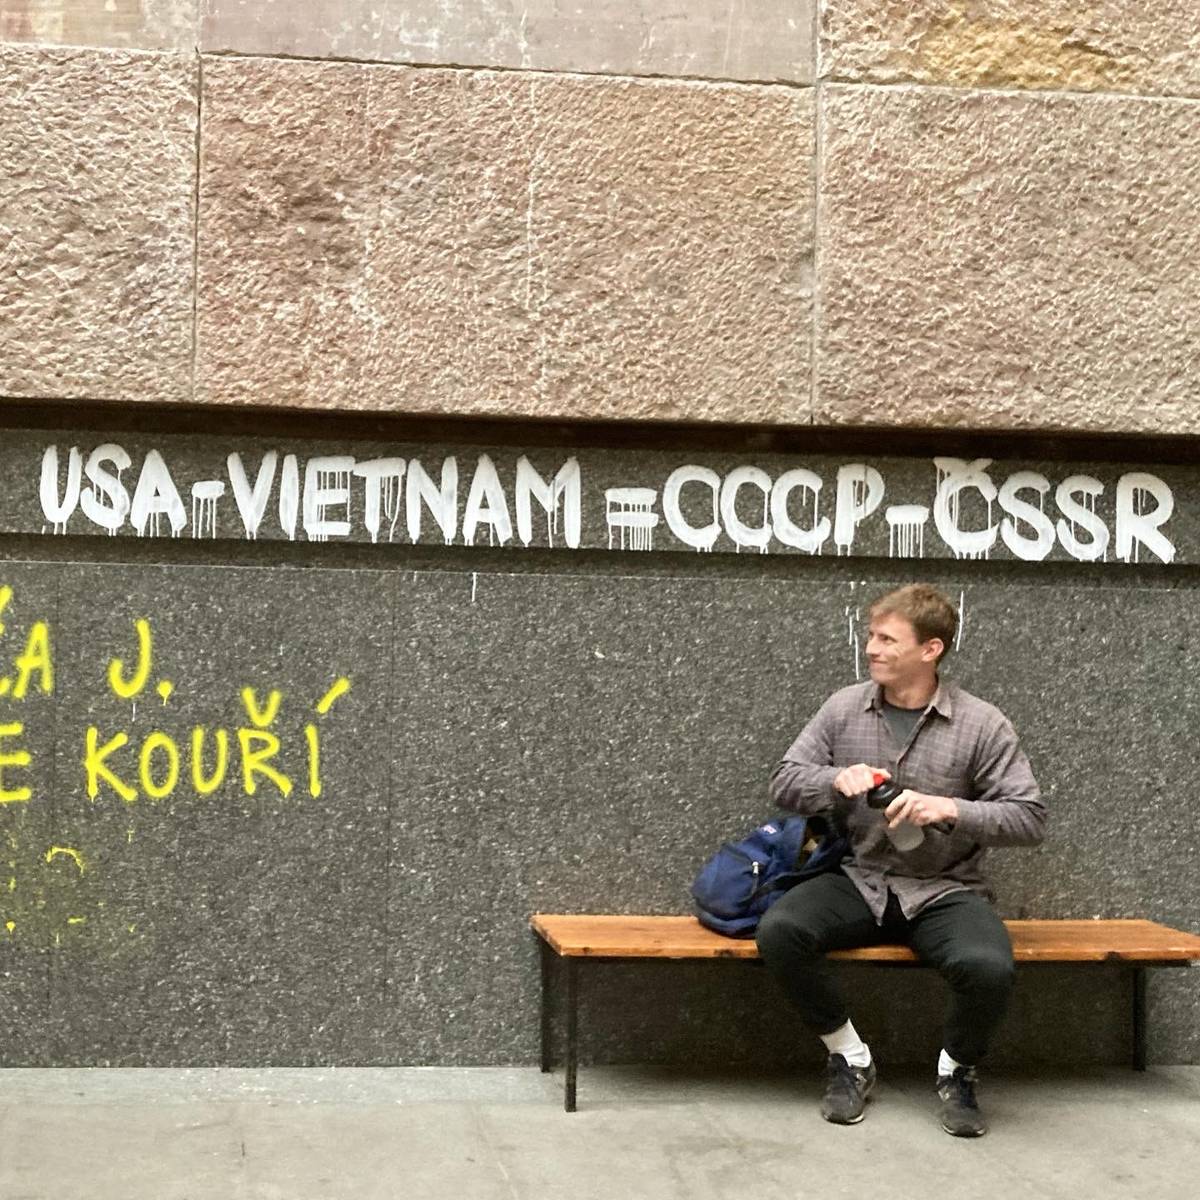 USA-VIETNAM =CCCP-ČSSR
J.
KOUŘÍ